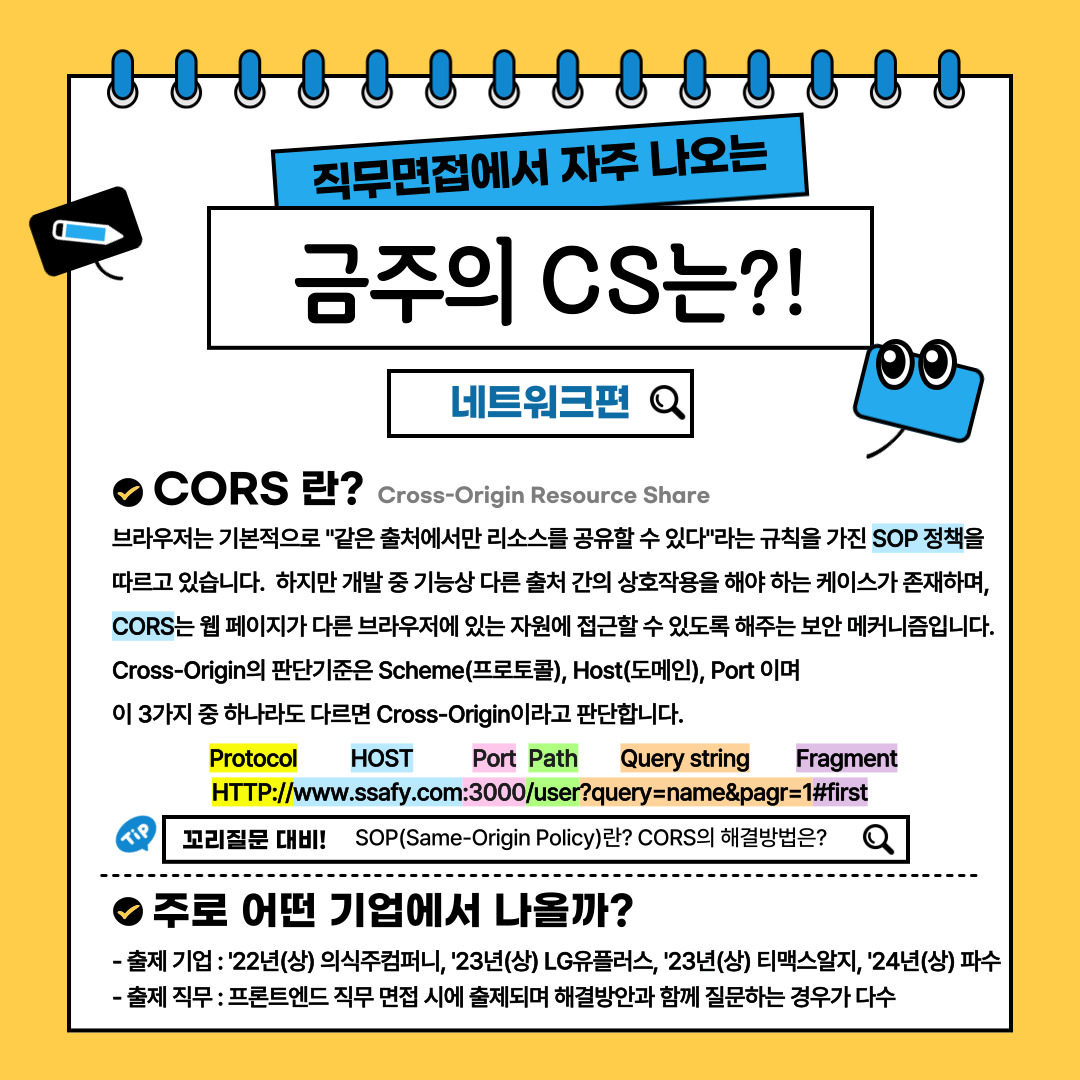 직무면접에서 자주 나오는
금주의 CS는?!
네트워크편
CORS 란? Cross-Origin Resource Share
브라우저는 기본적으로 "같은 출처에서만 리소스를 공유할 수 있다"라는 규칙을 가진 SOP 정책을
따르고 있습니다. 하지만 개발 중 기능상 다른 출처 간의 상호작용을 해야 하는 케이스가 존재하며,
CORS는 웹 페이지가 다른 브라우저에 있는 자원에 접근할 수 있도록 해주는 보안 메커니즘입니다.
Cross-Origin의 판단기준은 Scheme(프로토콜), Host(도메인), Port 이며
이 3가지 중 하나라도 다르면 Cross-Origin이라고 판단합니다.
Protocol HOST Port Path Query string Fragment
HTTP://www.ssafy.com:3000/user?query=name&pagr=1#first
TiP 꼬리질문 대비! SOP(Same-Origin Policy)란? CORS의 해결방법은?
주로 어떤 기업에서 나올까?
- 출제 기업 : '22년(상) 의식주컴퍼니, '23년(상) LG유플러스, '23년(상) 티맥스알지, '24년(상) 파수
- 출제 직무 : 프론트엔드 직무 면접 시에 출제되며 해결방안과 함께 질문하는 경우가 다수